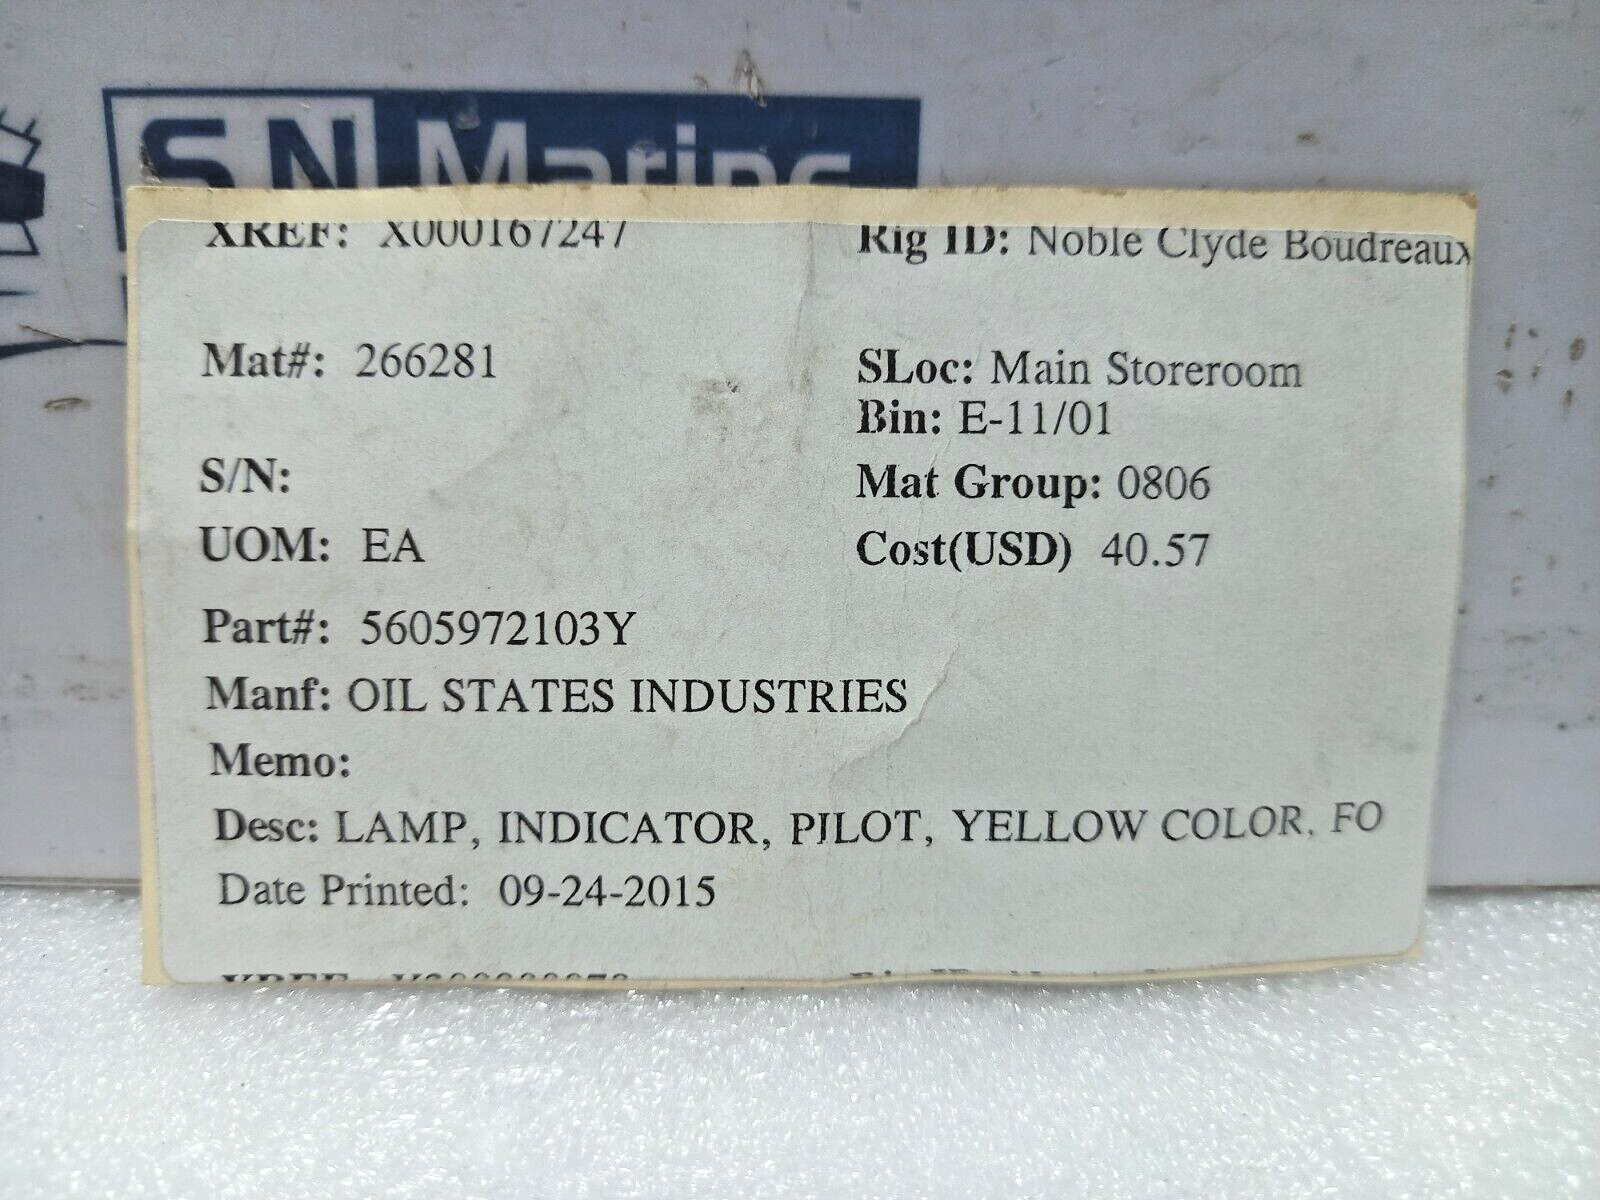 SN Marine
XREF: X000167247 Rig ID: Noble Clyde Boudreaux
Mat#: 266281 SLoc: Main Storeroom
Bin: E-11/01
S/N: Mat Group: 0806
UOM: EA Cost(USD) 40.57
Part#: 5605972103Y
Manf: OIL STATES INDUSTRIES
Memo:
Desc: LAMP, INDICATOR, PILOT, YELLOW COLOR, FO
Date Printed: 09-24-2015